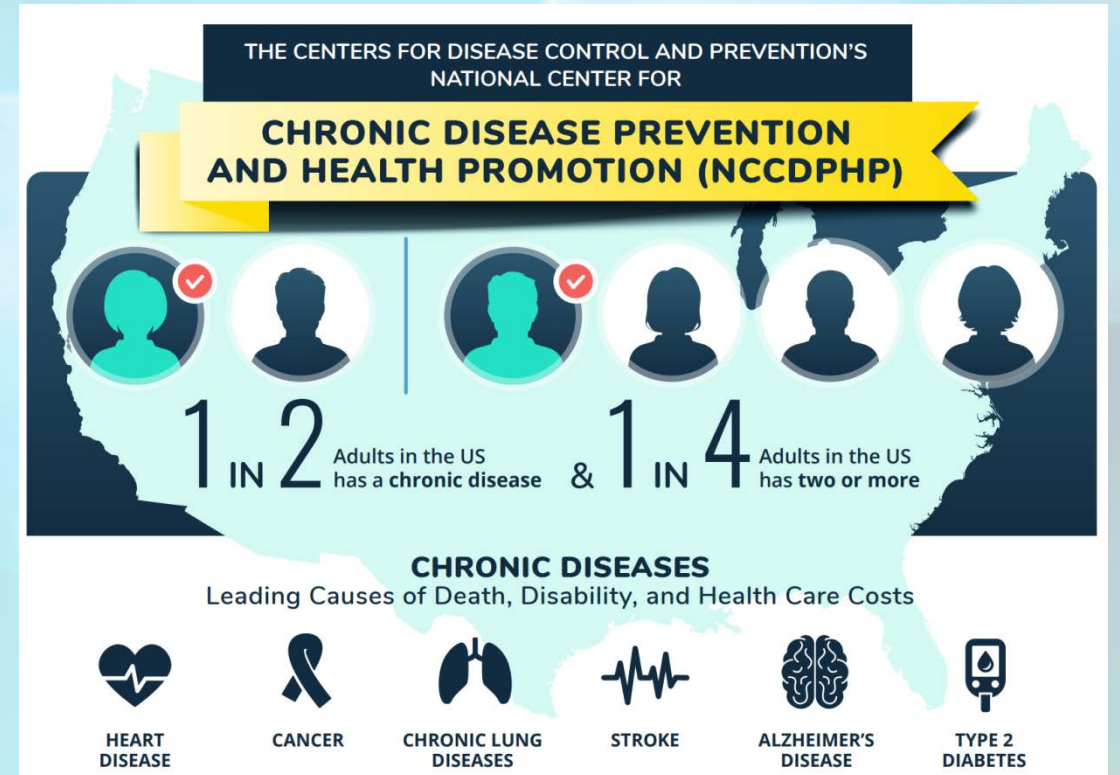 THE CENTERS FOR DISEASE CONTROL AND PREVENTION'S
NATIONAL CENTER FOR
CHRONIC DISEASE PREVENTION
AND HEALTH PROMOTION (NCCDPHP)
1 IN 2 Adults in the US
has a chronic disease
& 1 IN 4 Adults in the US
has two or more
CHRONIC DISEASES
Leading Causes of Death, Disability, and Health Care Costs
HEART
DISEASE
CANCER
CHRONIC LUNG
DISEASES
STROKE
ALZHEIMER'S
DISEASE
TYPE 2
DIABETES